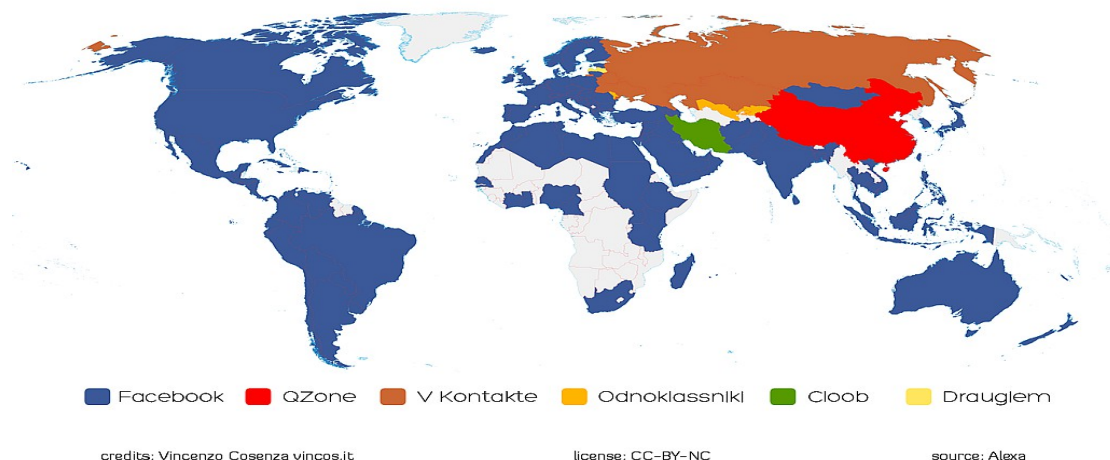 Facebook QZone V Kontakte Odnoklassniki Cloob Draugiem
credits: Vincenzo Cosenza vincos.it license: CC-BY-NC source: Alexa